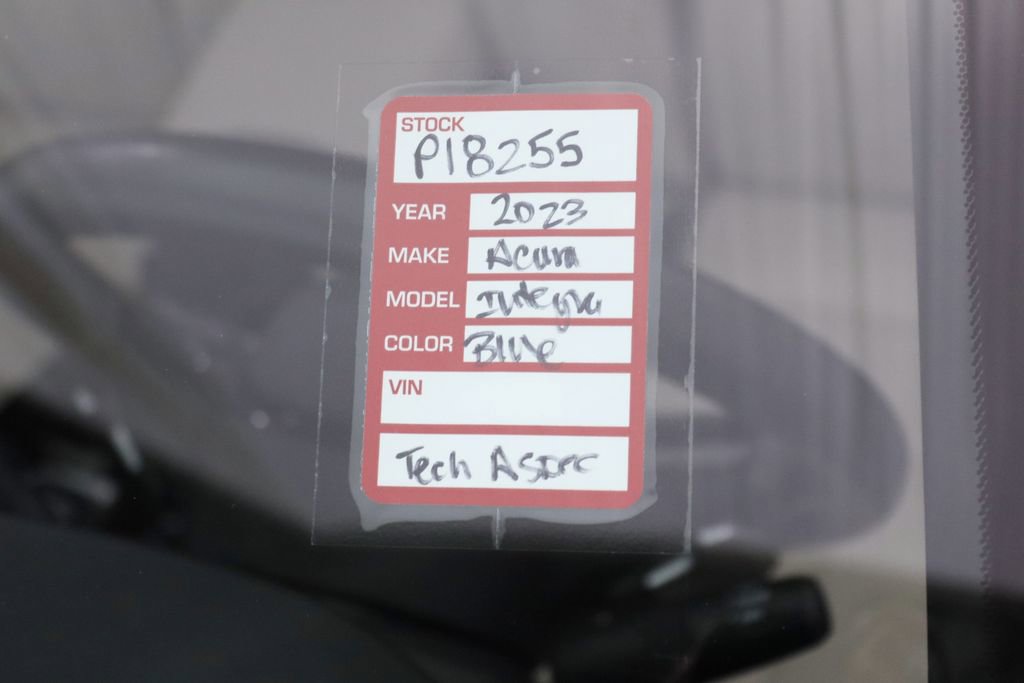 STOCK
P18255
YEAR 2023
MAKE Acura
MODEL Integra
COLOR Blue
VIN
Tech Aspec